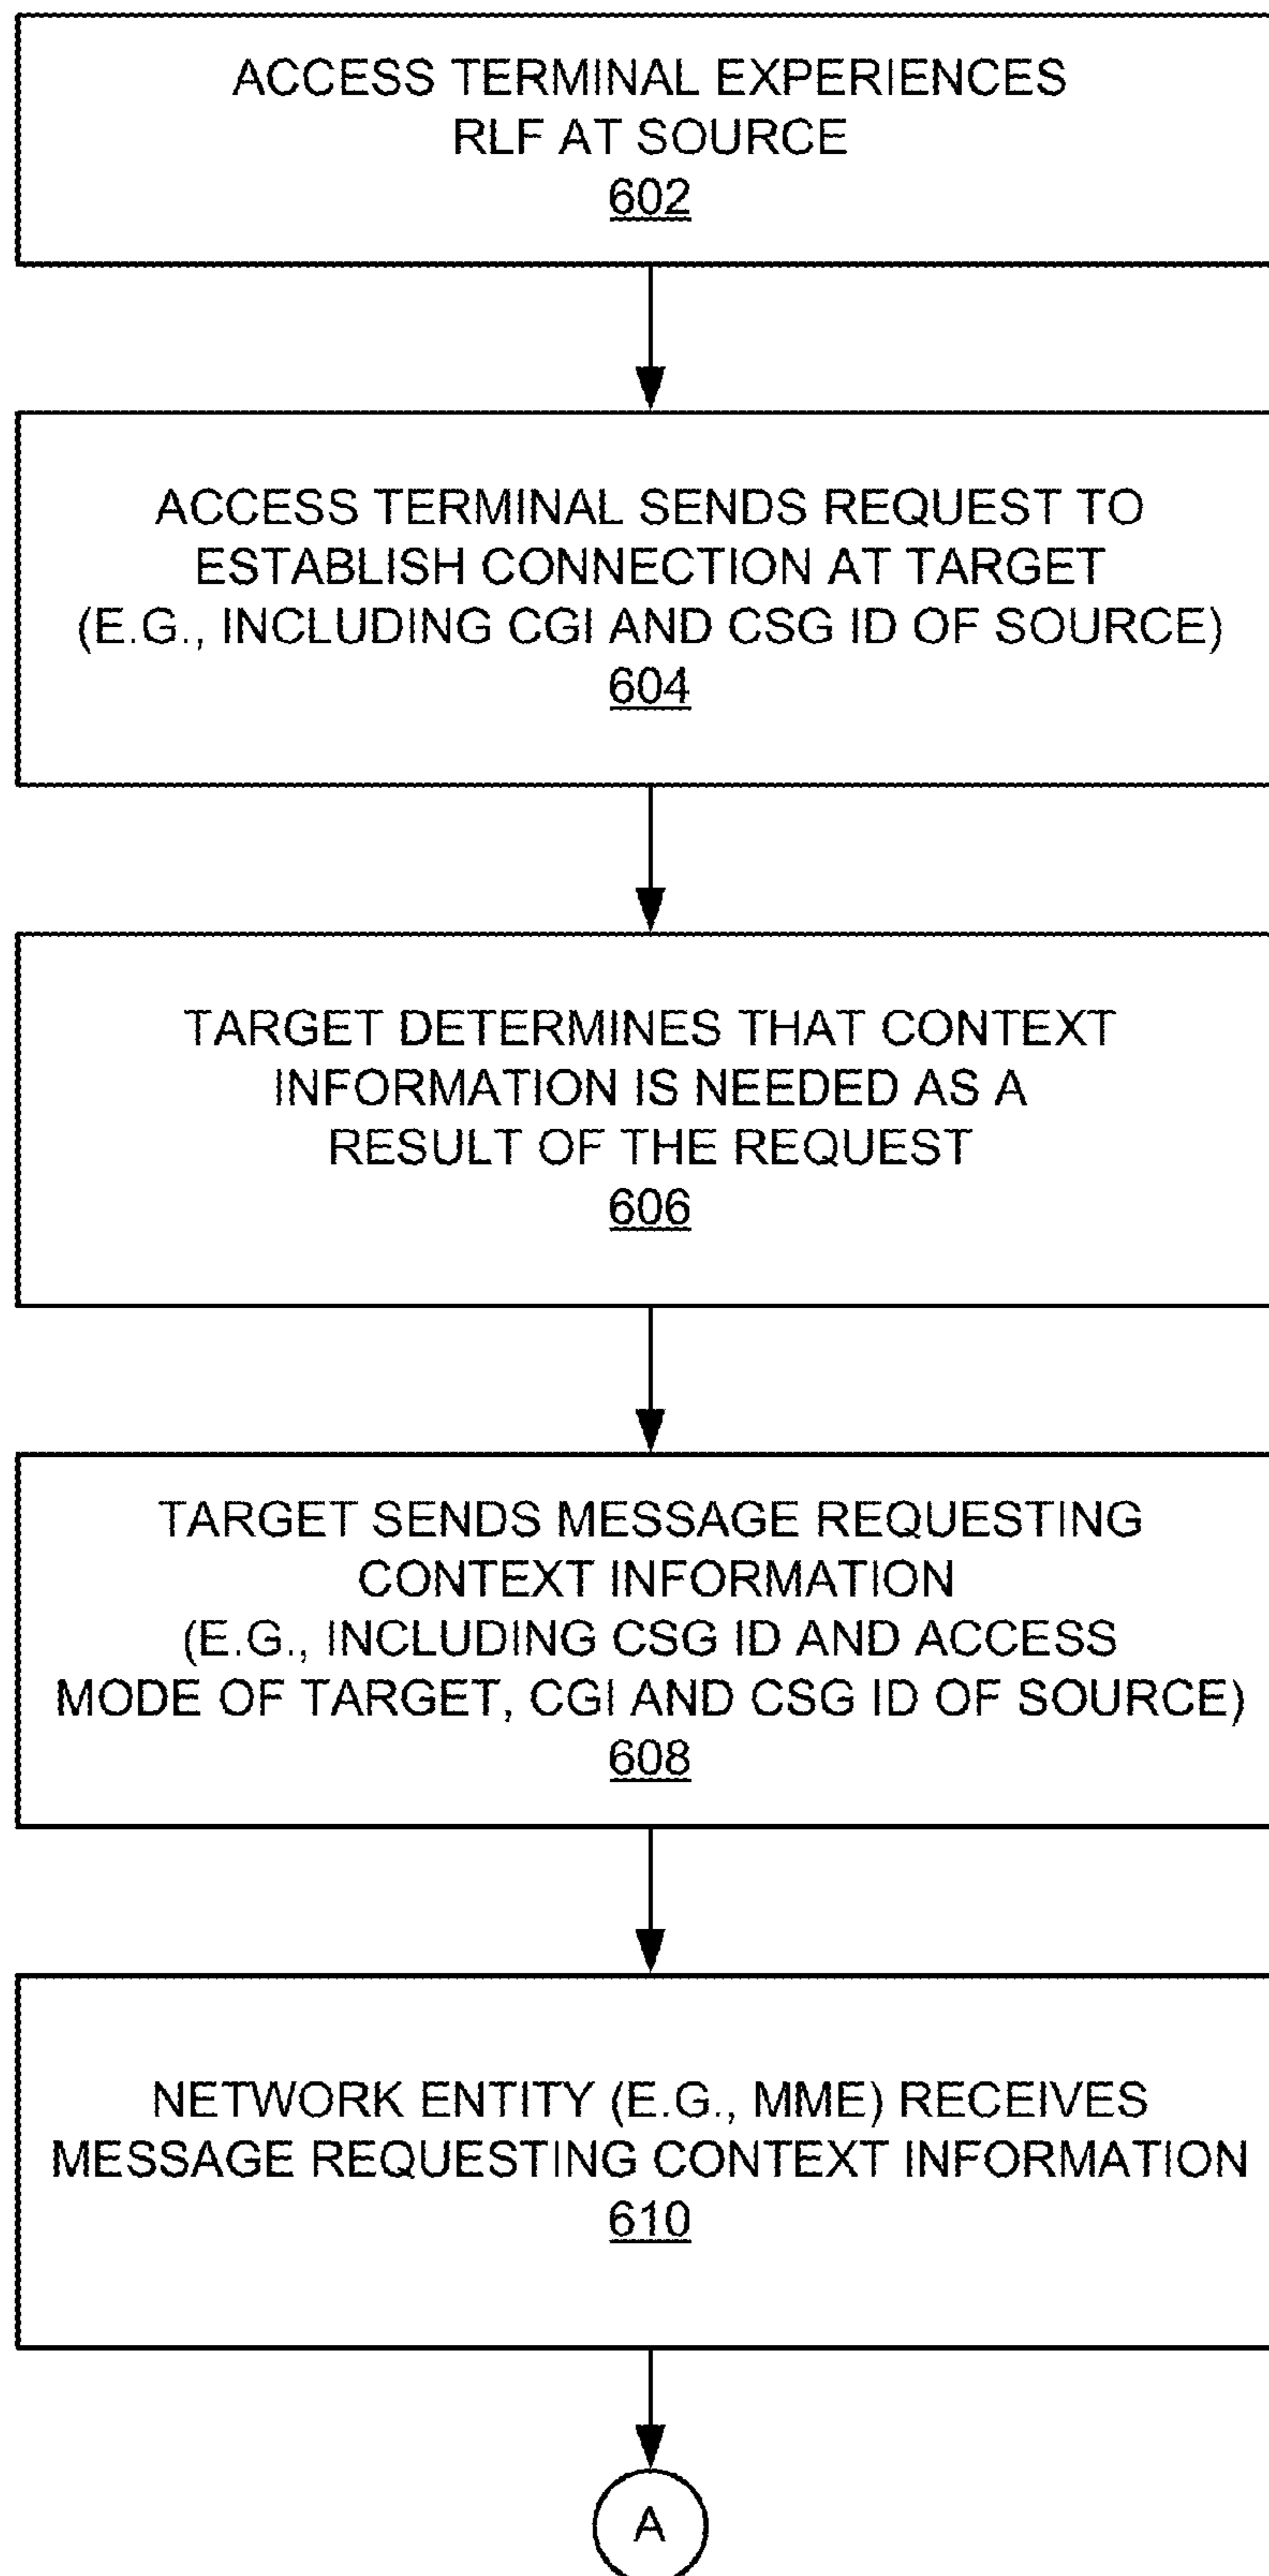 ACCESS TERMINAL EXPERIENCES
RLF AT SOURCE
602
ACCESS TERMINAL SENDS REQUEST TO
ESTABLISH CONNECTION AT TARGET
(E.G., INCLUDING CGI AND CSG ID OF SOURCE)
604
TARGET DETERMINES THAT CONTEXT
INFORMATION IS NEEDED AS A
RESULT OF THE REQUEST
606
TARGET SENDS MESSAGE REQUESTING
CONTEXT INFORMATION
(E.G., INCLUDING CSG ID AND ACCESS
MODE OF TARGET, CGI AND CSG ID OF SOURCE)
608
NETWORK ENTITY (E.G., MME) RECEIVES
MESSAGE REQUESTING CONTEXT INFORMATION
610
A